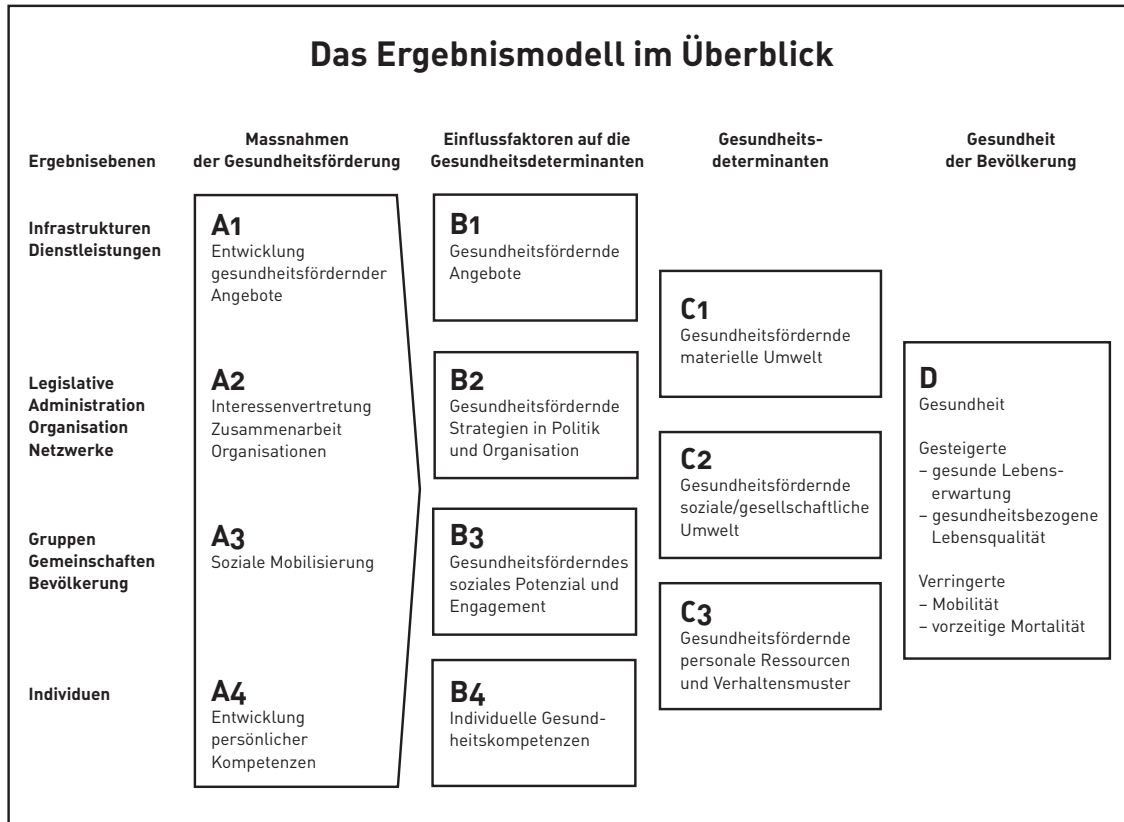 Das Ergebnismodell im Überblick
Ergebnisebenen
Massnahmen
der Gesundheitsförderung
Einflussfaktoren auf die
Gesundheitsdeterminanten
Gesundheits-
determinanten
Gesundheit
der Bevölkerung
Infrastrukturen
Dienstleistungen
A1
Entwicklung
gesundheitsfördernder
Angebote
B1
Gesundheitsfördernde
Angebote
C1
Gesundheitsfördernde
materielle Umwelt
Legislative
Administration
Organisation
Netzwerke
A2
Interessenvertretung
Zusammenarbeit
Organisationen
B2
Gesundheitsfördernde
Strategien in Politik
und Organisation
C2
Gesundheitsfördernde
soziale/gesellschaftliche
Umwelt
D
Gesundheit
Gesteigerte
– gesunde Lebens-
erwartung
– gesundheitsbezogene
Lebensqualität
Verringerte
– Mobilität
– vorzeitige Mortalität
Gruppen
Gemeinschaften
Bevölkerung
A3
Soziale Mobilisierung
B3
Gesundheitsförderndes
soziales Potenzial und
Engagement
C3
Gesundheitsfördernde
personale Ressourcen
und Verhaltensmuster
Individuen
A4
Entwicklung
persönlicher
Kompetenzen
B4
Individuelle Gesund-
heitskompetenzen